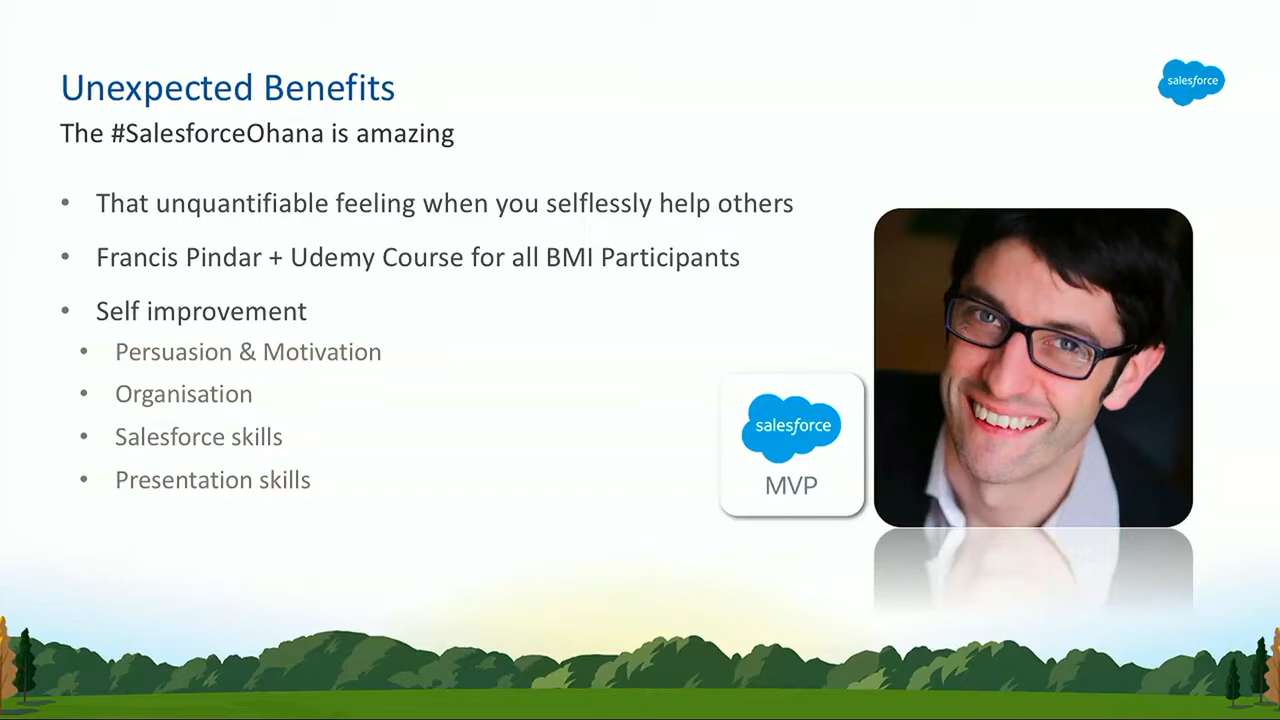 Unexpected Benefits
salesforce
The #SalesforceOhana is amazing
• That unquantifiable feeling when you selflessly help others
• Francis Pindar + Udemy Course for all BMI Participants
• Self improvement
• Persuasion & Motivation
• Organisation
• Salesforce skills
• Presentation skills
salesforce
MVP